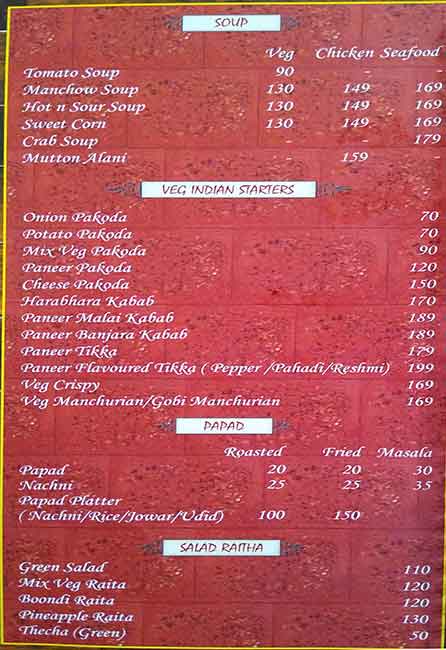 SOUP
Veg Chicken Seafood
Tomato Soup 90 - -
Manchow Soup 130 149 169
Hot n Sour Soup 130 149 169
Sweet Corn 130 149 169
Crab Soup - - 179
Mutton Alani - 159 -
VEG INDIAN STARTERS
Onion Pakoda 70
Potato Pakoda 70
Mix Veg Pakoda 90
Paneer Pakoda 120
Cheese Pakoda 150
Harabhara Kabab 170
Paneer Malai Kabab 189
Paneer Banjara Kabab 189
Paneer Tikka 179
Paneer Flavoured Tikka ( Pepper /Pahadi/Reshmi) 199
Veg Crispy 169
Veg Manchurian/Gobi Manchurian 169
PAPAD
Roasted Fried Masala
Papad 20 20 30
Nachni 25 25 35
Papad Platter
( Nachni/Rice/Jowar/Udid) 100 150
SALAD RAITHA
Green Salad 110
Mix Veg Raita 120
Boondi Raita 120
Pineapple Raita 130
Thecha (Green) 50